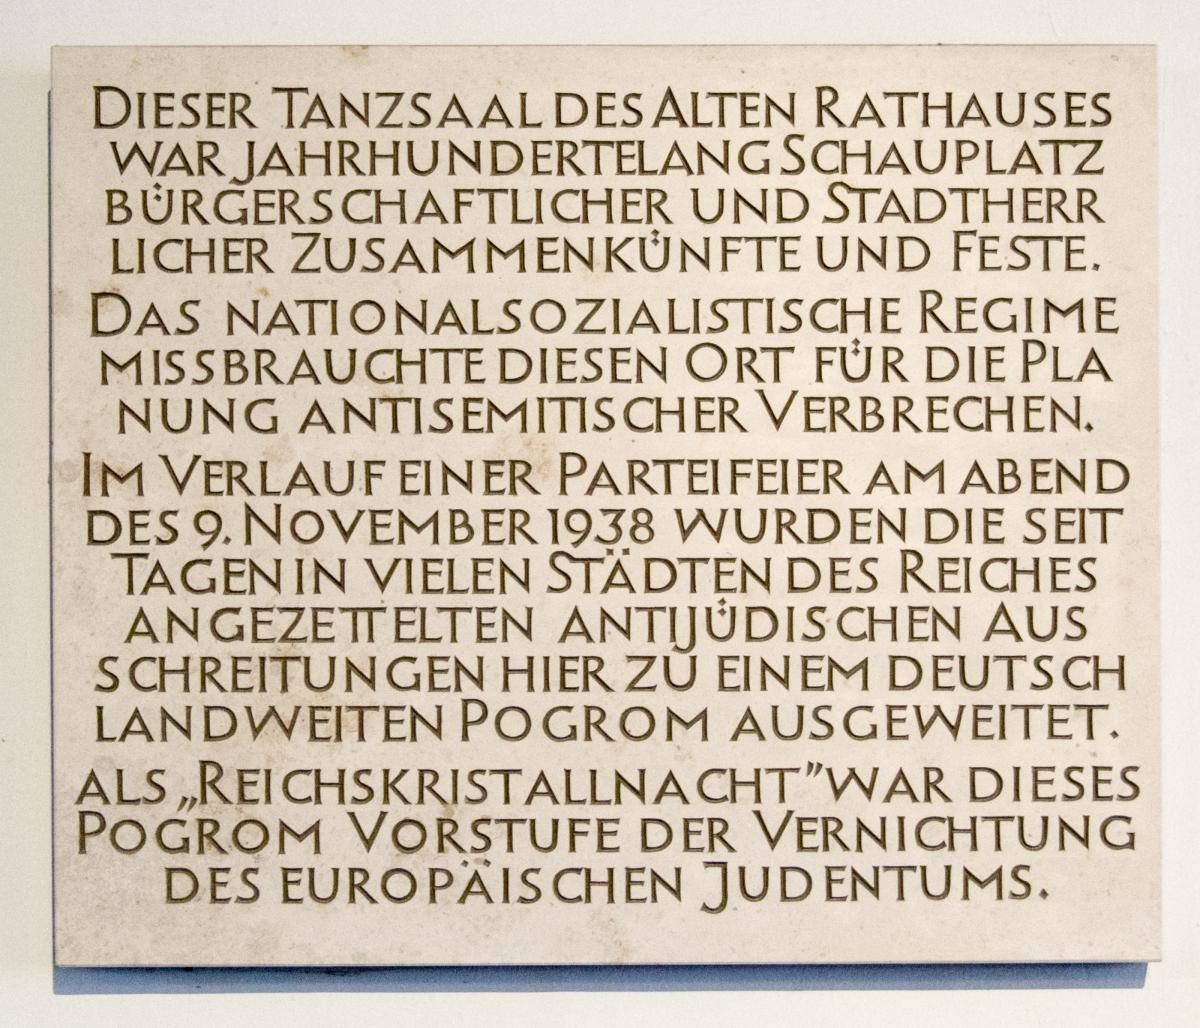 DIESER TANZSAAL DES ALTEN RATHAUSES
WAR JAHRHUNDERTELANG SCHAUPLATZ
BÜRGERSCHAFTLICHER UND STADTHERR
LICHER ZUSAMMENKÜNFTE UND FESTE.
DAS NATIONALSOZIALISTISCHE REGIME
MISSBRAUCHTE DIESEN ORT FÜR DIE PLA
NUNG ANTISEMITISCHER VERBRECHEN.
IM VERLAUF EINER PARTEIFEIER AM ABEND
DES 9. NOVEMBER 1938 WURDEN DIE SEIT
TAGEN IN VIELEN STÄDTEN DES REICHES
ANGEZETTELTEN ANTIJÜDISCHEN AUS
SCHREITUNGEN HIER ZU EINEM DEUTSCH
LANDWEITEN POGROM AUSGEWEITET.
ALS „REICHSKRISTALLNACHT” WAR DIESES
POGROM VORSTUFE DER VERNICHTUNG
DES EUROPÄISCHEN JUDENTUMS.